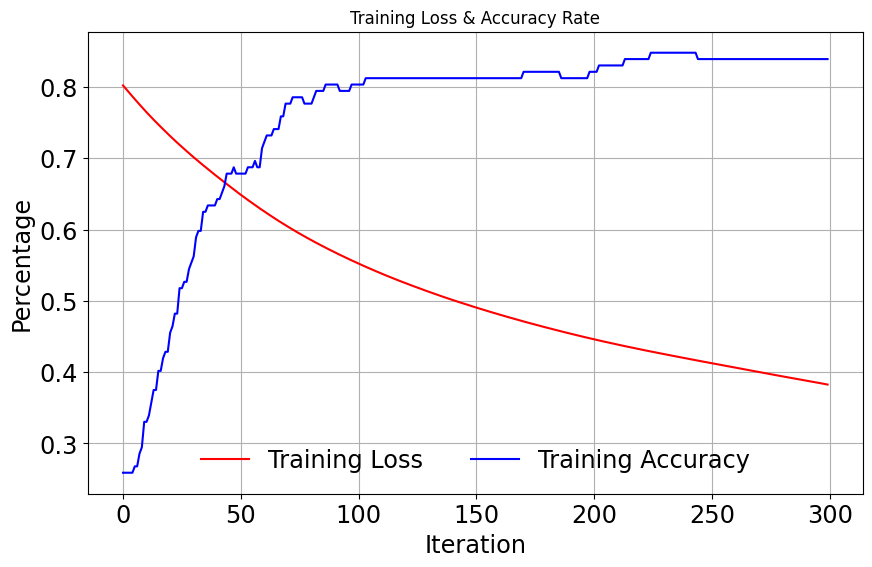 Training Loss & Accuracy Rate
Percentage
0.8
0.7
0.6
0.5
0.4
0.3
Training Loss
Training Accuracy
0 50 100 150 200 250 300
Iteration